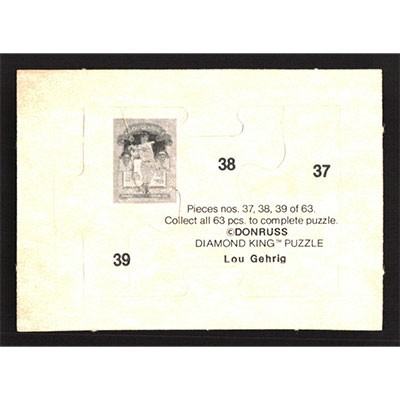 38
37
Pieces nos. 37, 38, 39 of 63.
Collect all 63 pcs. to complete puzzle.
©DONRUSS
DIAMOND KING™ PUZZLE
Lou Gehrig
39